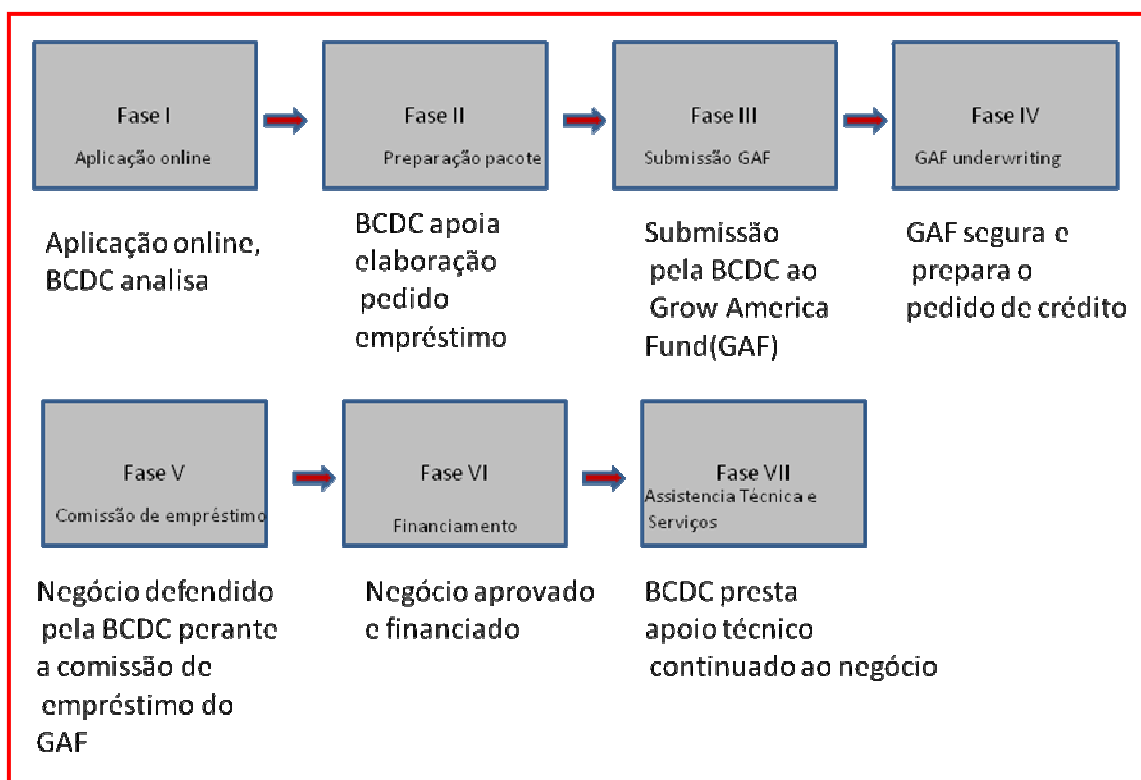 Fase I
Aplicação online
Fase II
Preparação pacote
Fase III
Submissão GAF
Fase IV
GAF underwriting
Aplicação online,
BCDC analisa
BCDC apoia
elaboração
pedido
empréstimo
Submissão
pela BCDC ao
Grow America
Fund(GAF)
GAF segura e
prepara o
pedido de crédito
Fase V
Comissão de empréstimo
Fase VI
Financiamento
Fase VII
Assistencia Técnica e
Serviços
Negócio defendido
pela BCDC perante
a comissão de
empréstimo do
GAF
Negócio aprovado
e financiado
BCDC presta
apoio técnico
continuado ao negócio